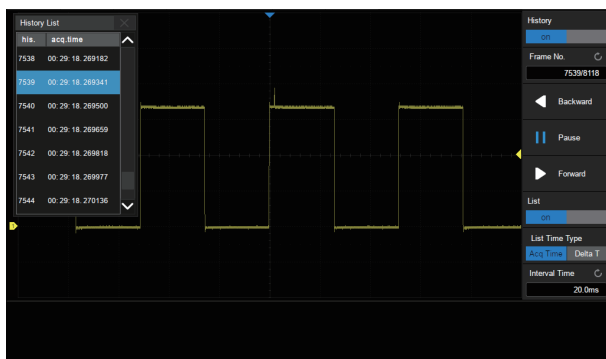 History List
his. acq.time
7538 00: 29: 18. 269182
7539 00: 29: 18. 269341
7540 00: 29: 18. 269500
7541 00: 29: 18. 269659
7542 00: 29: 18. 269818
7543 00: 29: 18. 269977
7544 00: 29: 18. 270136
1
History
on
Frame No.
7539/8118
Backward
Pause
Forward
List
on
List Time Type
Acq Time Delta T
Interval Time
20.0ms